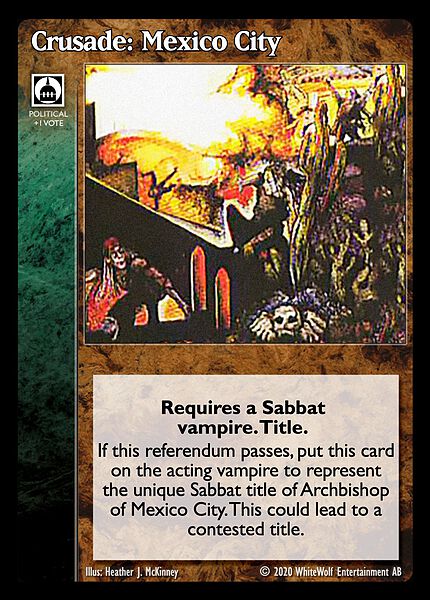 Crusade: Mexico City
POLITICAL
+1 VOTE
Requires a Sabbat
vampire. Title.
If this referendum passes, put this card
on the acting vampire to represent
the unique Sabbat title of Archbishop
of Mexico City. This could lead to a
contested title.
Illus: Heather J. McKinney
© 2020 WhiteWolf Entertainment AB